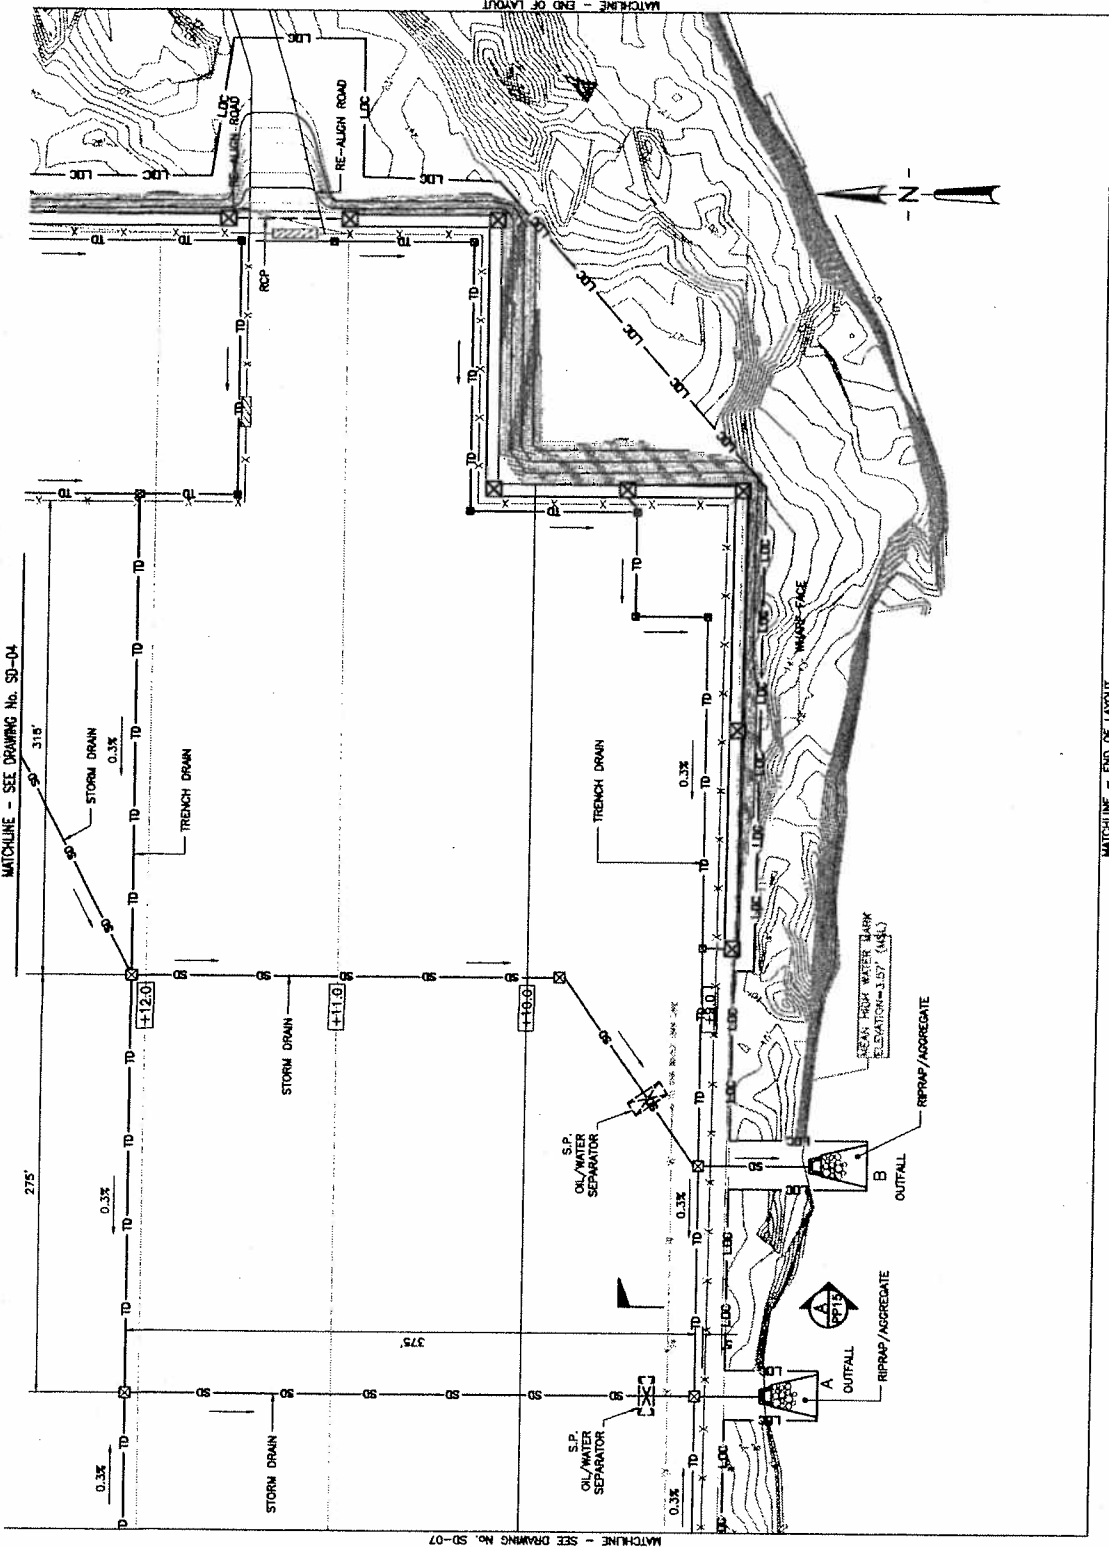 MATCHLINE - END OF LAYOUT
MATCHLINE - SEE DRAWING No. SD-04
315'
275'
STORM DRAIN
0.3%
TRENCH DRAIN
LOC
RE-ALIGN ROAD
RE-ALIGN ROAD
RCP
TD
SD
+12.0
+11.0
+10.0
+9.0
STORM DRAIN
TRENCH DRAIN
0.3%
0.3%
S.P.
OIL/WATER
SEPARATOR
0.3%
375'
WHARF FACE
MEAN HIGH WATER MARK
ELEVATION=3.57' (MSL)
RIPRAP/AGGREGATE
B
OUTFALL
A
PP15
RIPRAP/AGGREGATE
A
OUTFALL
S.P.
OIL/WATER
SEPARATOR
STORM DRAIN
0.3%
0.3%
-N-
MATCHLINE - SEE DRAWING No. SD-07
MATCHLINE - END OF LAYOUT